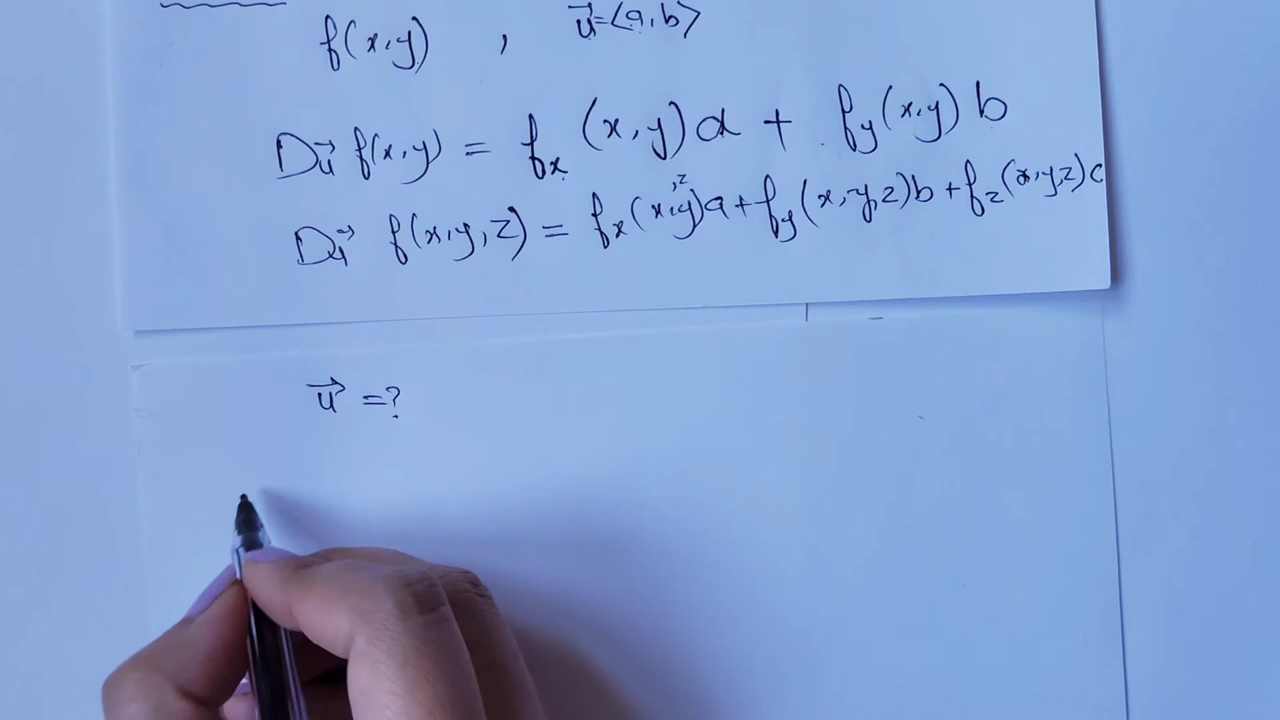 f(x,y) , u⃗=⟨a,b⟩
Du⃗ f(x,y) = fx (x,y)a + fy(x,y) b
Du⃗ f(x,y,z) = fx(x,y,z)a+fy(x,y,z)b+fz(x,y,z)c
u⃗ =?